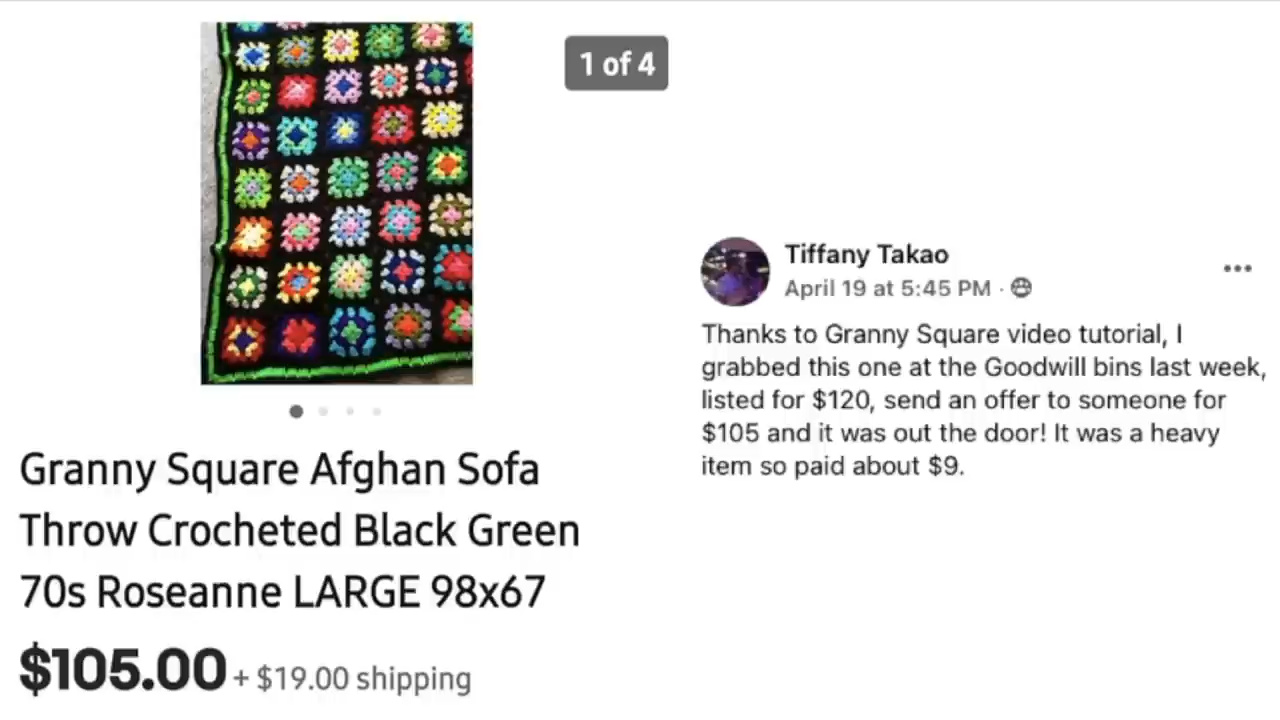 1 of 4
Granny Square Afghan Sofa
Throw Crocheted Black Green
70s Roseanne LARGE 98x67
$105.00 + $19.00 shipping
Tiffany Takao
April 19 at 5:45 PM ·
Thanks to Granny Square video tutorial, I
grabbed this one at the Goodwill bins last week,
listed for $120, send an offer to someone for
$105 and it was out the door! It was a heavy
item so paid about $9.